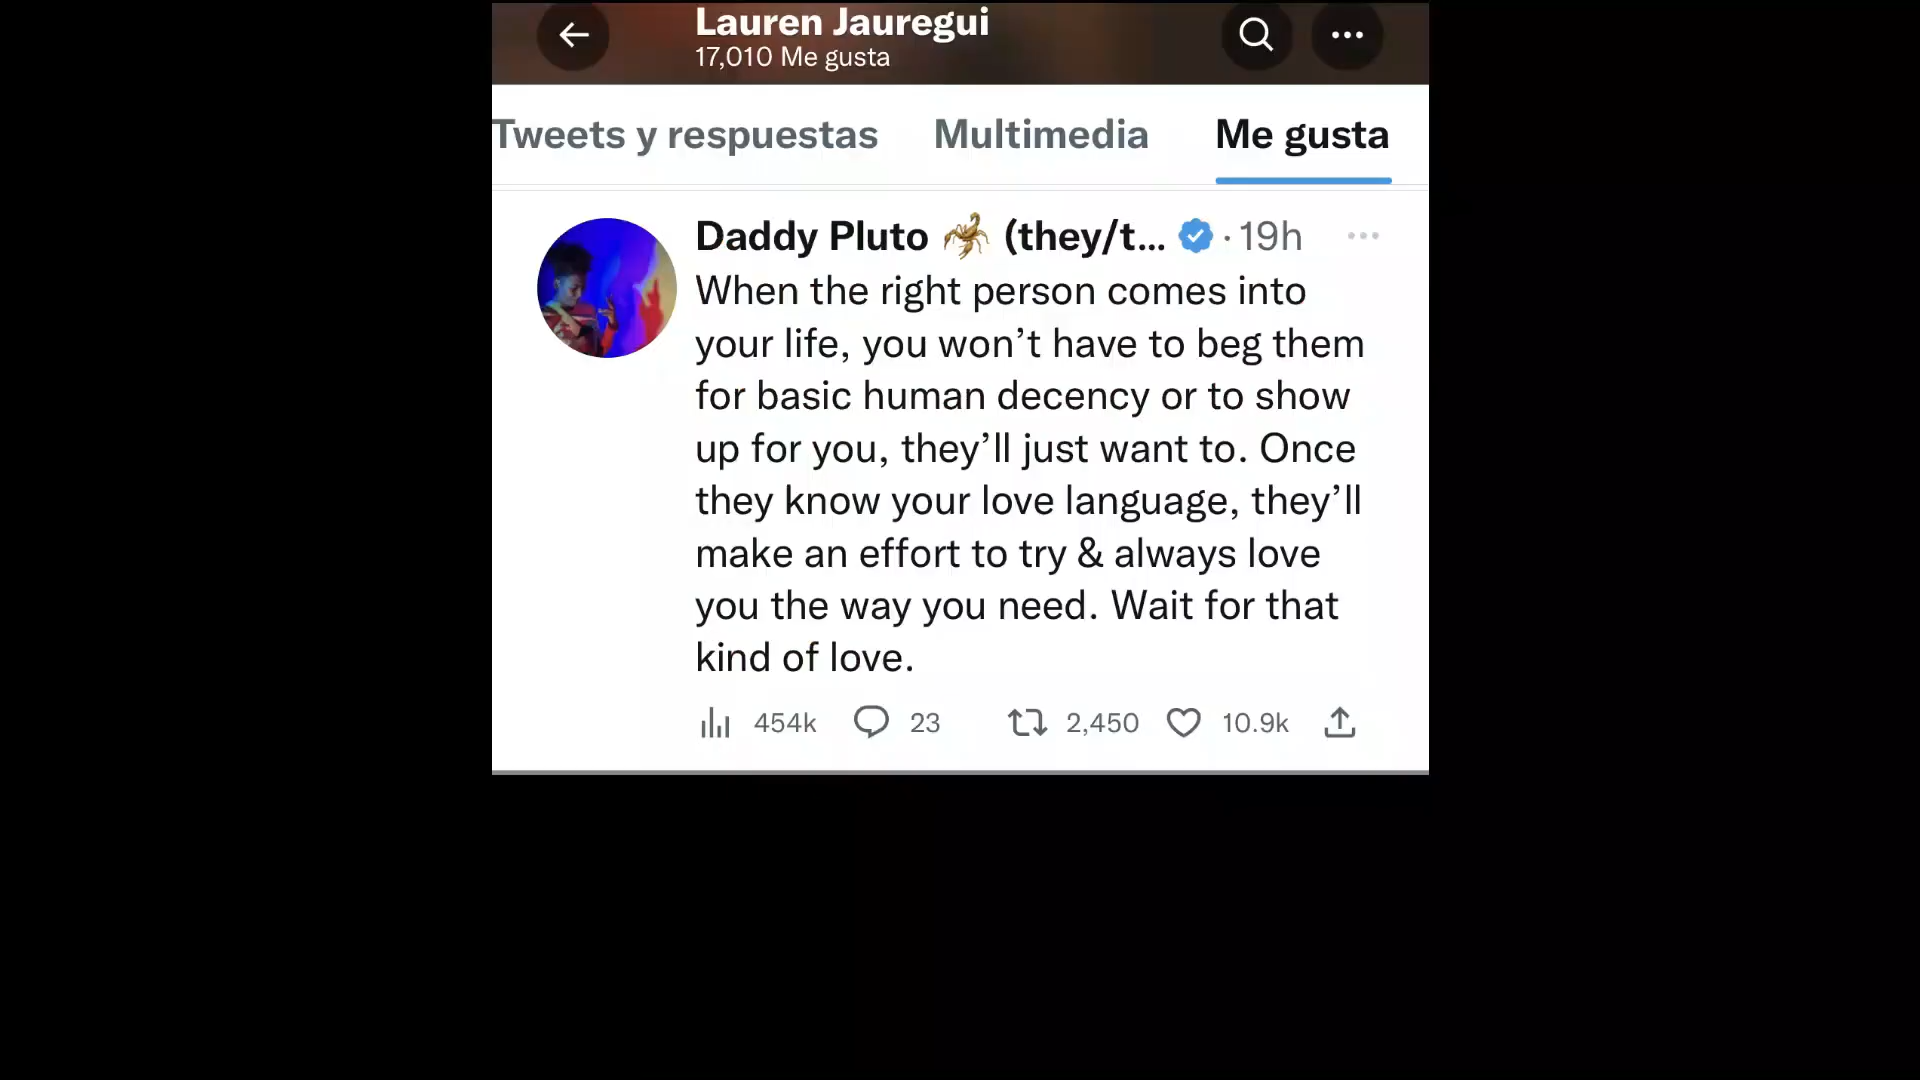 Lauren Jauregui
17,010 Me gusta
Tweets y respuestas Multimedia Me gusta
Daddy Pluto 🦂 (they/t... · 19h
When the right person comes into
your life, you won’t have to beg them
for basic human decency or to show
up for you, they’ll just want to. Once
they know your love language, they’ll
make an effort to try & always love
you the way you need. Wait for that
kind of love.
454k 23 2,450 10.9k